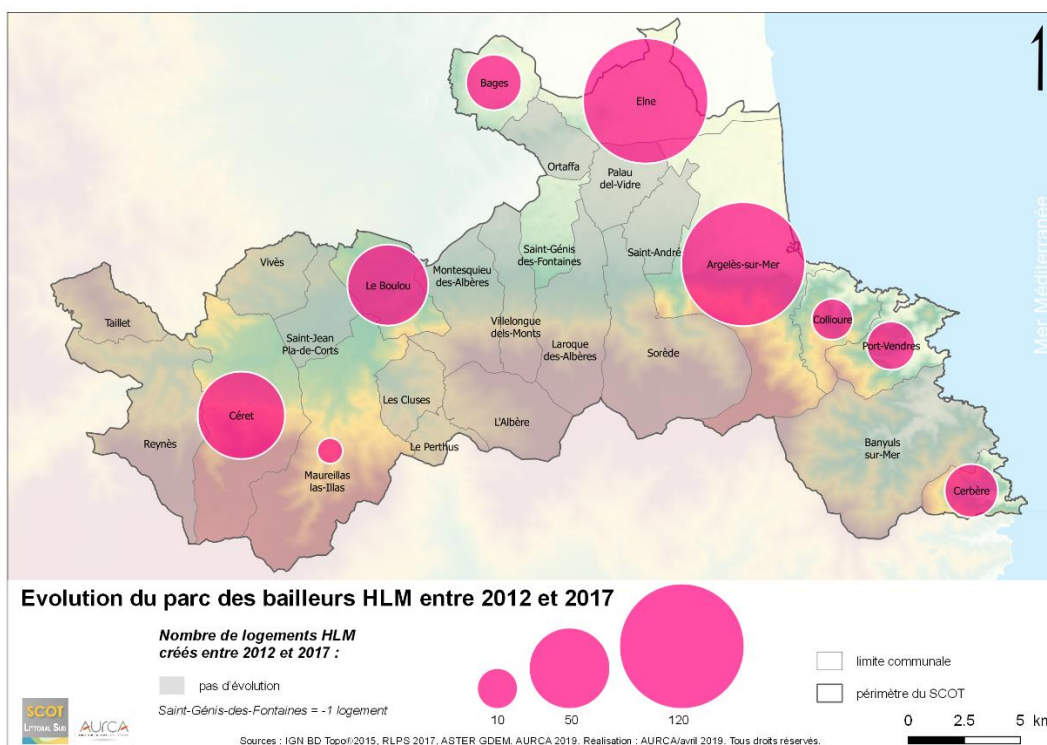 Bages
Elne
Ortaffa
Palau
del-Vidre
Mer Méditerranée
Vivès
Le Boulou
Montesquieu
des-Albères
Saint-Génis
des-Fontaines
Saint-André
Argelès-sur-Mer
Taillet
Saint-Jean
Pla-de-Corts
Villelongue
dels-Monts
Laroque
des-Albères
Sorède
Collioure
Port-Vendres
Céret
Les Cluses
L'Albère
Reynès
Le Perthus
Maureillas
las-Illas
Banyuls
sur-Mer
Cerbère
Evolution du parc des bailleurs HLM entre 2012 et 2017
Nombre de logements HLM
créés entre 2012 et 2017 :
pas d'évolution
Saint-Génis-des-Fontaines = -1 logement
10
50
120
limite communale
périmètre du SCOT
0 2.5 5 km
SCOT
LITTORAL SUD
AURCA
Sources : IGN BD Topo®2015, RLPS 2017, ASTER GDEM. AURCA 2019. Réalisation : AURCA/avril 2019. Tous droits réservés.